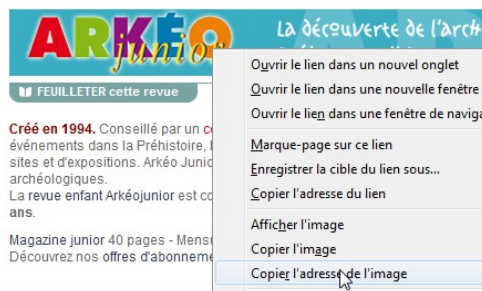 ARKÉO
junior
La découverte de l'arch
FEUILLETER cette revue
Créé en 1994. Conseillé par un c
événements dans la Préhistoire,
sites et d'expositions. Arkéo Junio
archéologiques.
La revue enfant Arkéojunior est co
ans.
Magazine junior 40 pages - Mensu
Découvrez nos offres d'abonneme
Ouvrir le lien dans un nouvel onglet
Ouvrir le lien dans une nouvelle fenêtre
Ouvrir le lien dans une fenêtre de naviga
Marque-page sur ce lien
Enregistrer la cible du lien sous...
Copier l'adresse du lien
Afficher l'image
Copier l'image
Copier l'adresse de l'image